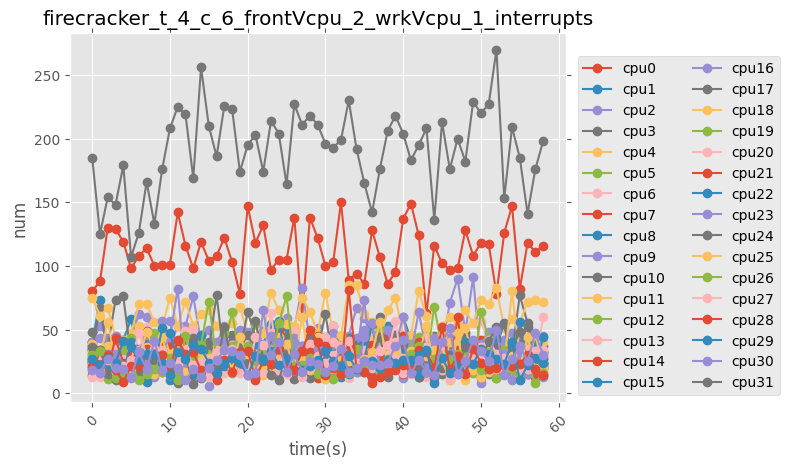 firecracker_t_4_c_6_frontVcpu_2_wrkVcpu_1_interrupts
250
200
150
100
50
0
num
0
10
20
30
40
50
60
time(s)
cpu0
cpu1
cpu2
cpu3
cpu4
cpu5
cpu6
cpu7
cpu8
cpu9
cpu10
cpu11
cpu12
cpu13
cpu14
cpu15
cpu16
cpu17
cpu18
cpu19
cpu20
cpu21
cpu22
cpu23
cpu24
cpu25
cpu26
cpu27
cpu28
cpu29
cpu30
cpu31